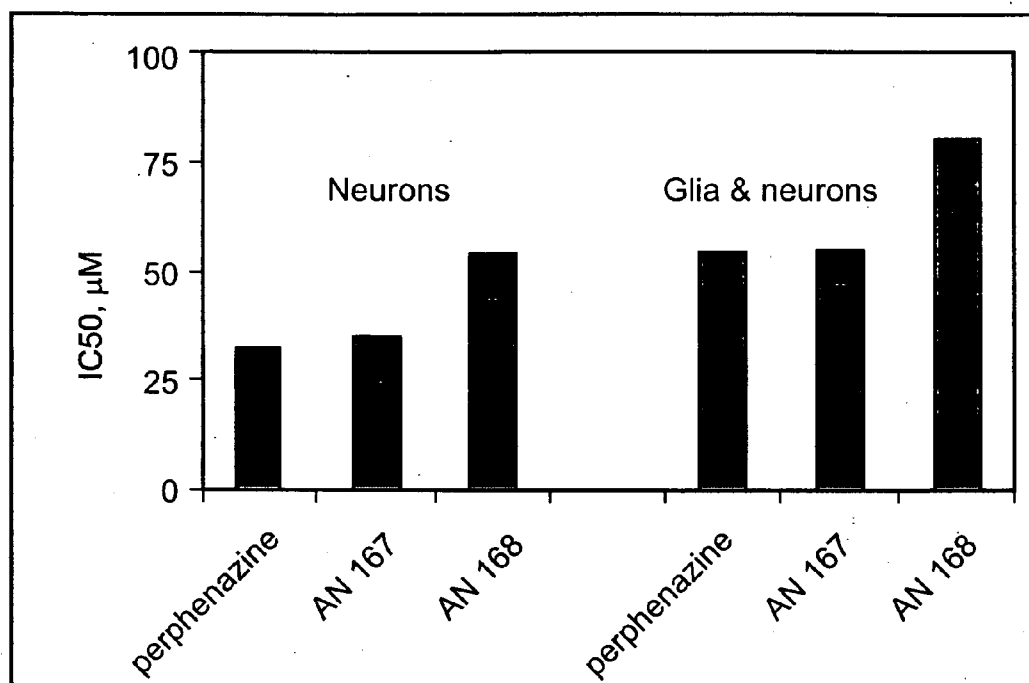 100
75
50
25
0
IC50, μM
Neurons
Glia & neurons
perphenazine
AN 167
AN 168
perphenazine
AN 167
AN 168